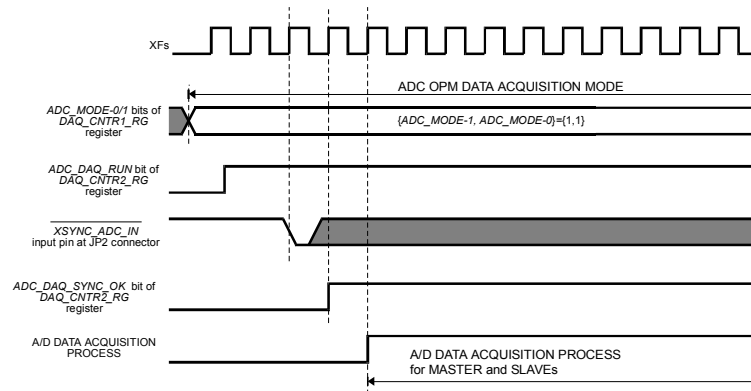 XFs
ADC OPM DATA ACQUISITION MODE
ADC_MODE-0/1 bits of
DAQ_CNTR1_RG
register
{ADC_MODE-1, ADC_MODE-0}={1,1}
ADC_DAQ_RUN bit of
DAQ_CNTR2_RG
register
XSYNC_ADC_IN
input pin at JP2 connector
ADC_DAQ_SYNC_OK bit of
DAQ_CNTR2_RG
register
A/D DATA ACQUISITION
PROCESS
A/D DATA ACQUISITION PROCESS
for MASTER and SLAVEs